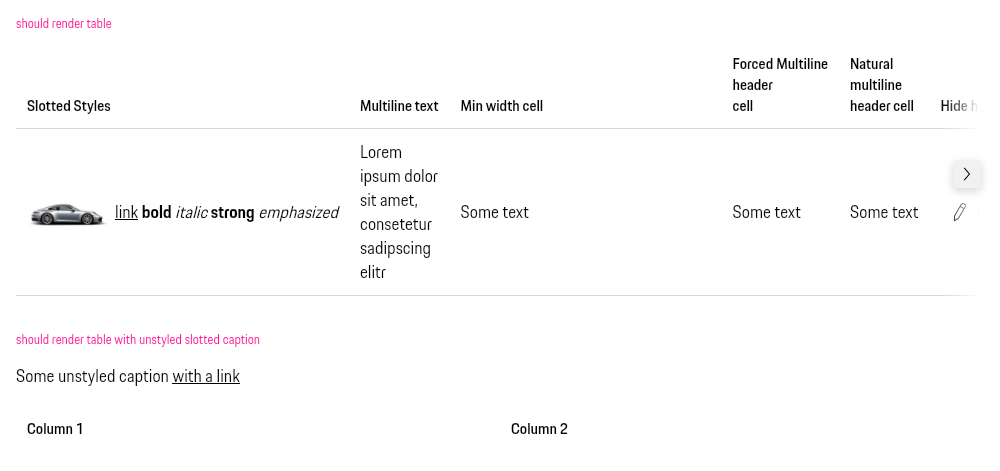 should render table
Forced Multiline
header
cell
Natural
multiline
header cell
Slotted Styles
Multiline text
Min width cell
Hide
link bold italic strong emphasized
Lorem
ipsum dolor
sit amet,
consetetur
sadipscing
elitr
Some text
Some text
Some text
should render table with unstyled slotted caption
Some unstyled caption with a link
Column 1
Column 2